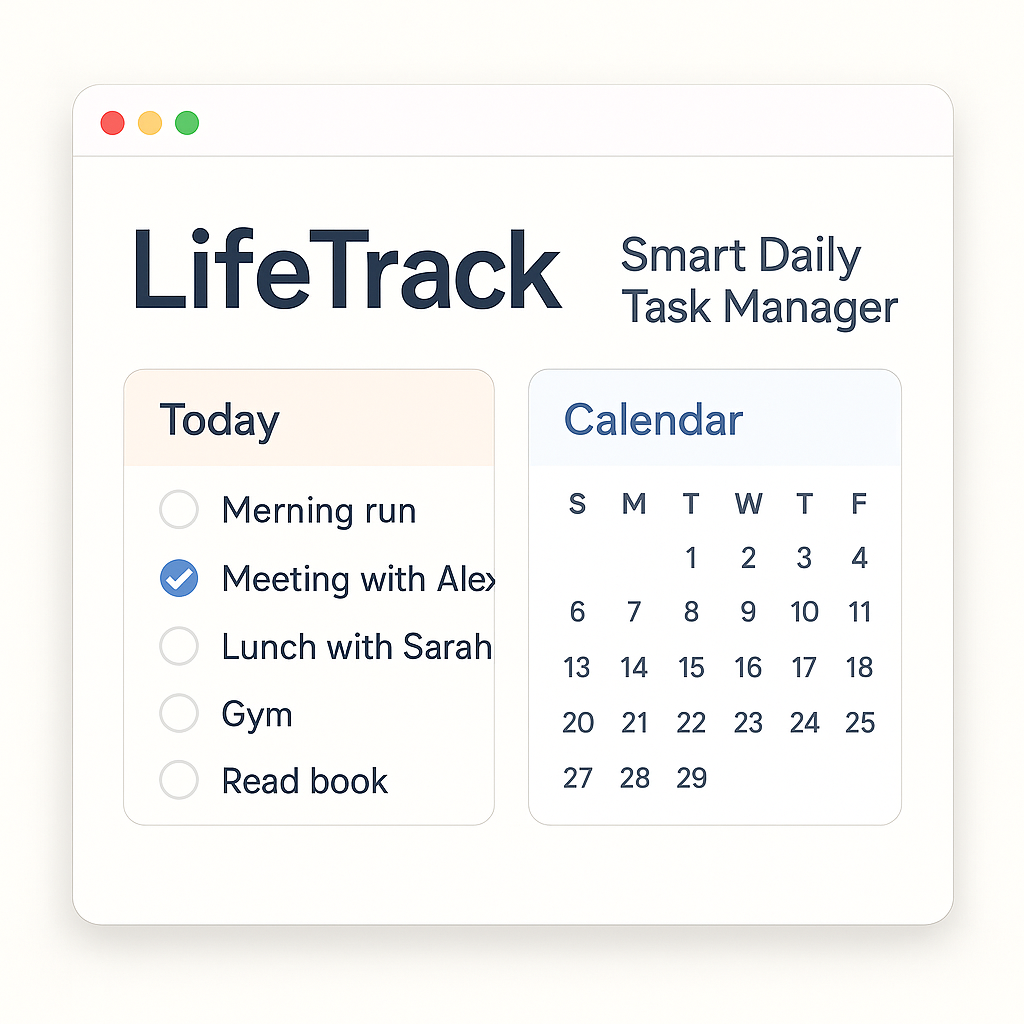 LifeTrack
Smart Daily
Task Manager
Today
Merning run
Meeting with Alex
Lunch with Sarah
Gym
Read book
Calendar
S M T W T F
1 2 3 4
6 7 8 9 10 11
13 14 15 16 17 18
20 21 22 23 24 25
27 28 29